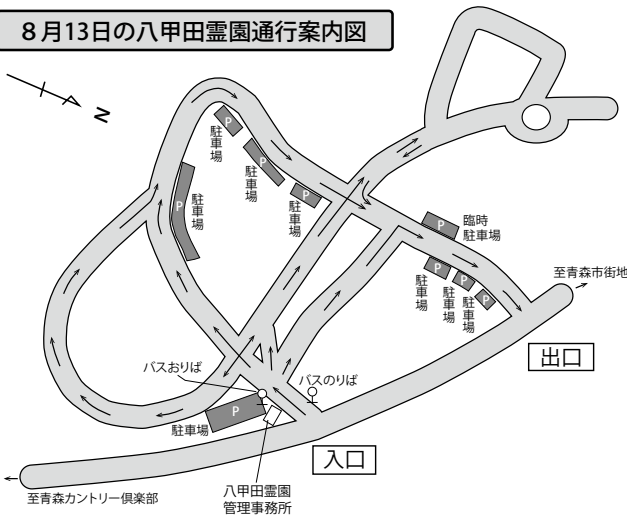 ８月13日の八甲田霊園通行案内図
N
P
駐車場
P
駐車場
P
駐車場
P
駐車場
P
臨時
駐車場
P
駐車場
P
駐車場
P
駐車場
至青森市街地
出口
バスおりば
バスのりば
P
駐車場
入口
至青森カントリー倶楽部
八甲田霊園
管理事務所